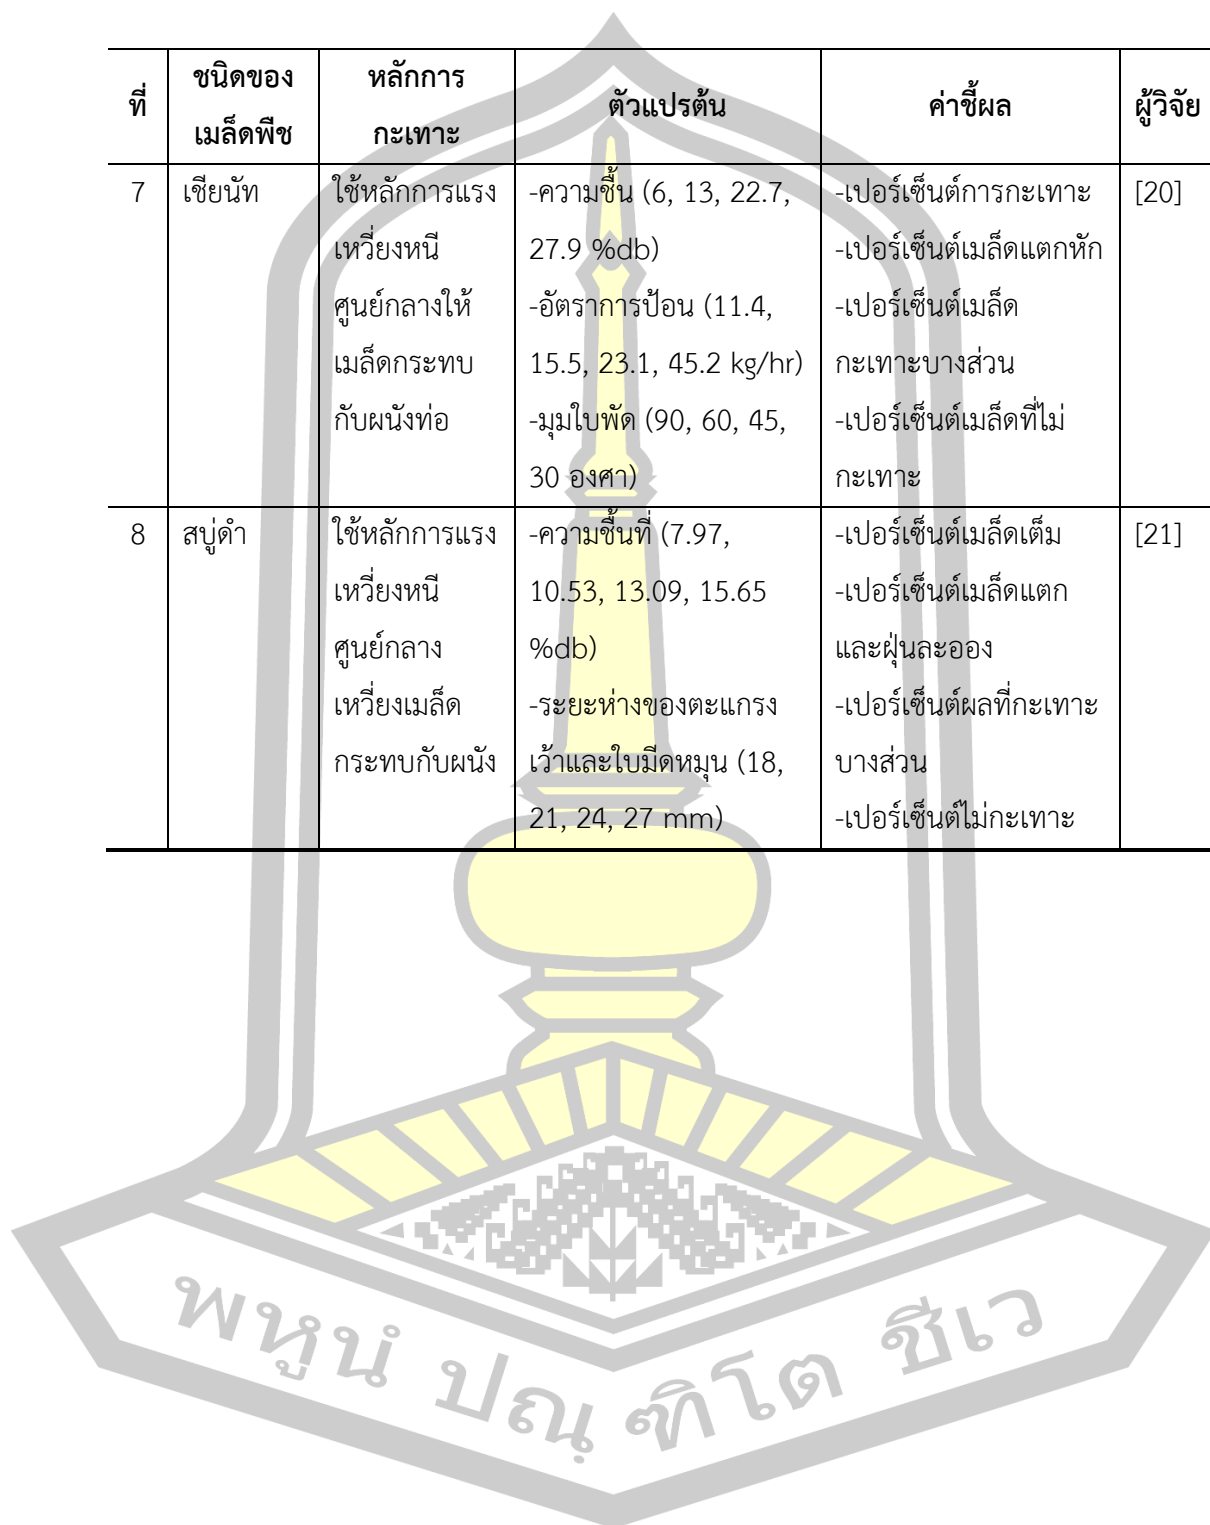 ที่ ชนิดของเมล็ดพืช หลักการกะเทาะ ตัวแปรต้น ค่าชี้ผล ผู้วิจัย
7 เชียนัท ใช้หลักการแรง -ความชื้น (6, 13, 22.7, -เปอร์เซ็นต์การกะเทาะ [20]
เหวี่ยงหนี 27.9 %db) -เปอร์เซ็นต์เมล็ดแตกหัก
ศูนย์กลางให้ -อัตราการป้อน (11.4, -เปอร์เซ็นต์เมล็ด
เมล็ดกระทบ 15.5, 23.1, 45.2 kg/hr) กะเทาะบางส่วน
กับผนังท่อ -มุมใบพัด (90, 60, 45, -เปอร์เซ็นต์เมล็ดที่ไม่
30 องศา) กะเทาะ
8 สบู่ดำ ใช้หลักการแรง -ความชื้นที่ (7.97, -เปอร์เซ็นต์เมล็ดเต็ม [21]
เหวี่ยงหนี 10.53, 13.09, 15.65 -เปอร์เซ็นต์เมล็ดแตก
ศูนย์กลาง %db) และฝุ่นละออง
เหวี่ยงเมล็ด -ระยะห่างของตะแกรง -เปอร์เซ็นต์ผลที่กะเทาะ
กระทบกับผนัง เว้าและใบมีดหมุน (18, บางส่วน
21, 24, 27 mm) -เปอร์เซ็นต์ไม่กะเทาะ
พหูนํ ปณฺฑิโต ชีเว